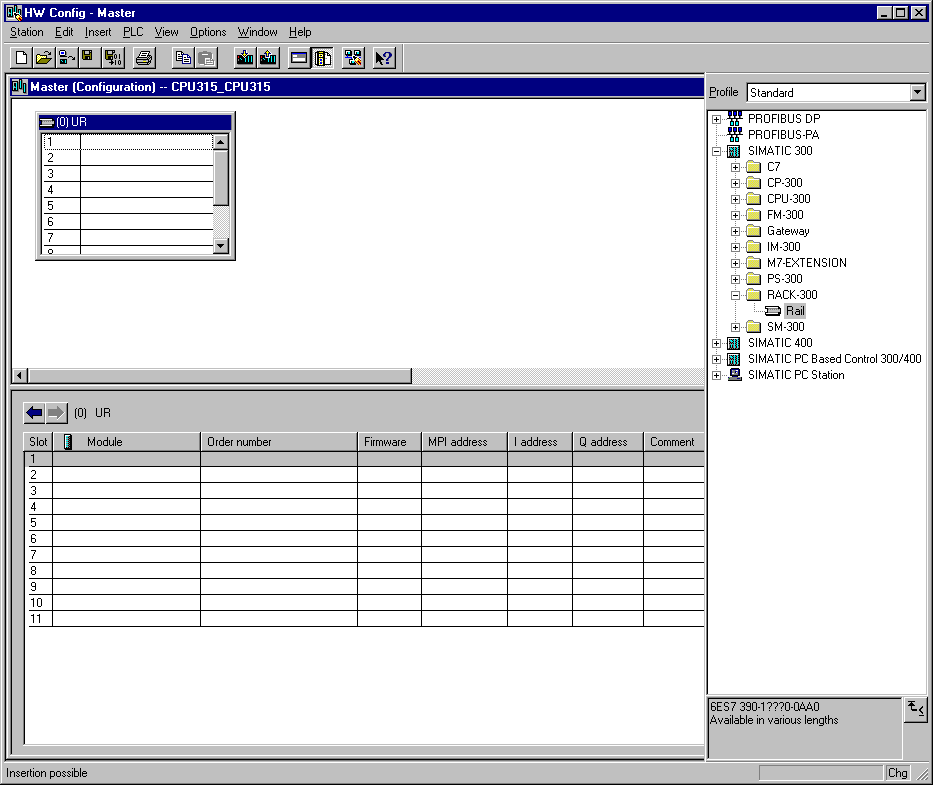 HW Config - Master
Station Edit Insert PLC View Options Window Help
Master (Configuration) -- CPU315_CPU315
(0) UR
1
2
3
4
5
6
7
8
(0) UR
Slot Module Order number Firmware MPI address I address Q address Comment
1
2
3
4
5
6
7
8
9
10
11
Profile Standard
PROFIBUS DP
PROFIBUS-PA
SIMATIC 300
C7
CP-300
CPU-300
FM-300
Gateway
IM-300
M7-EXTENSION
PS-300
RACK-300
Rail
SM-300
SIMATIC 400
SIMATIC PC Based Control 300/400
SIMATIC PC Station
6ES7 390-1???0-0AA0
Available in various lengths
Insertion possible Chg